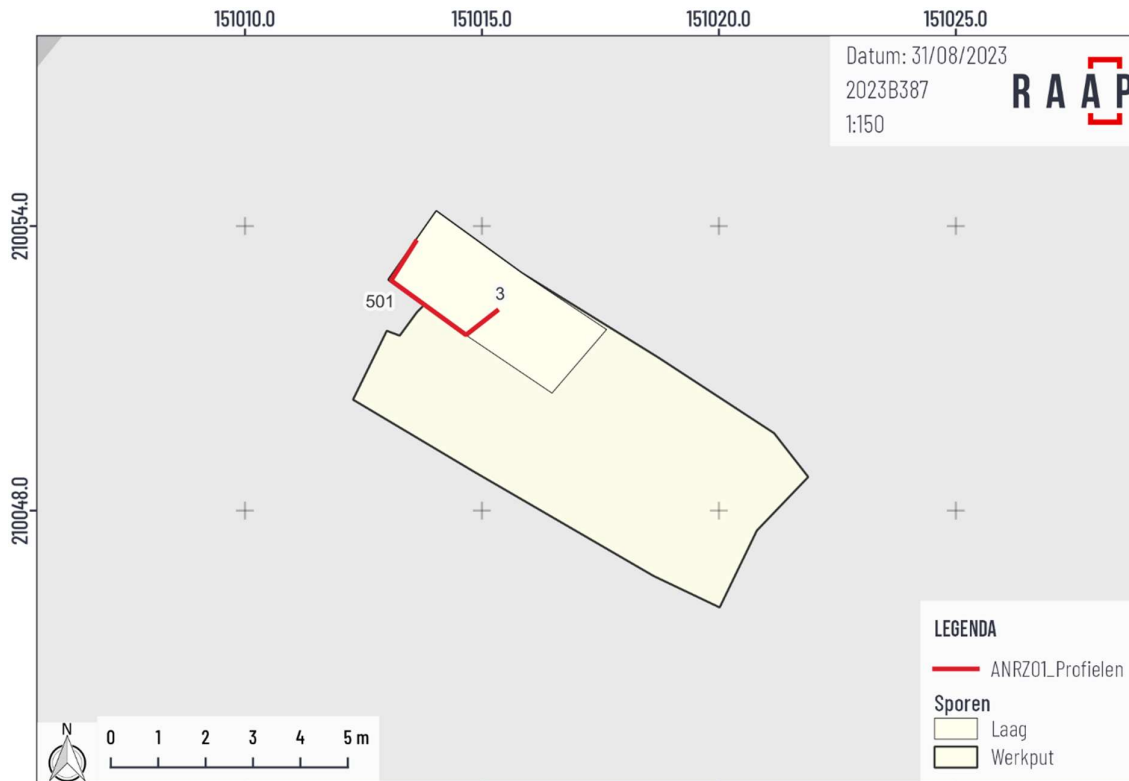 151010.0 151015.0 151020.0 151025.0
Datum: 31/08/2023
2023B387
1:150
RAAP
210054.0
501
3
210048.0
LEGENDA
ANRZ01_Profielen
Sporen
Laag
Werkput
N
0 1 2 3 4 5 m